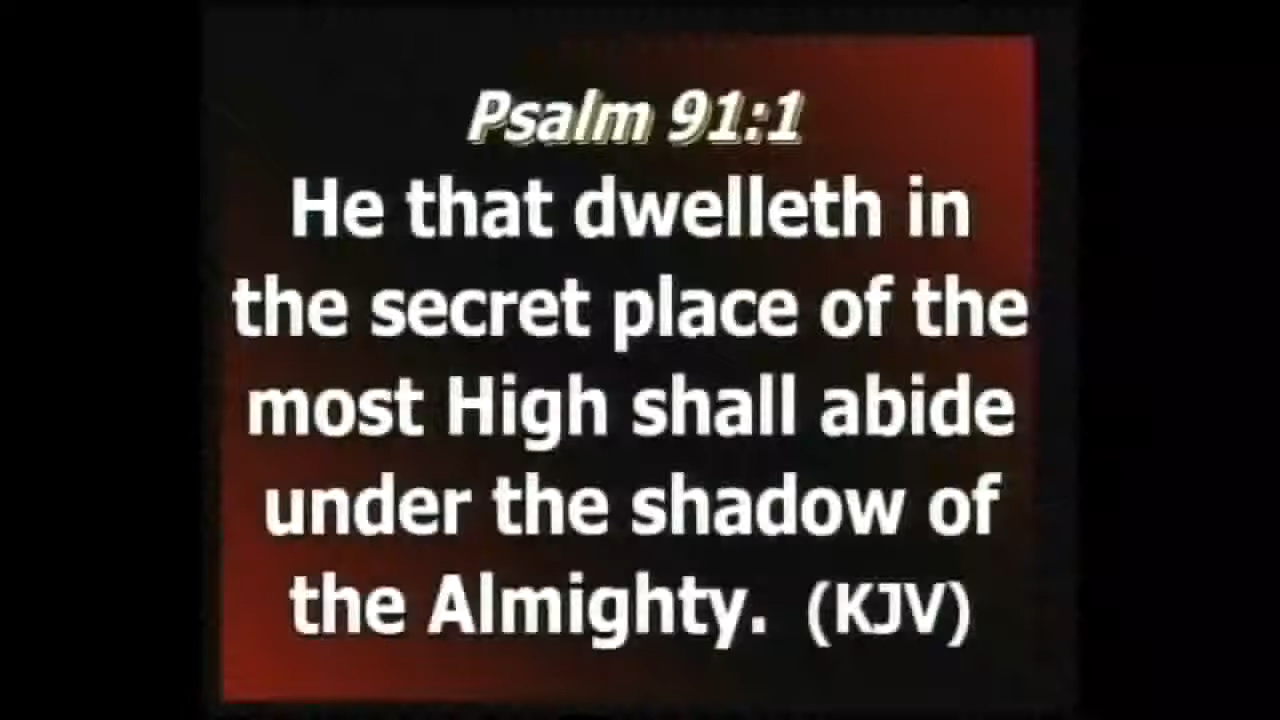 Psalm 91:1
He that dwelleth in
the secret place of the
most High shall abide
under the shadow of
the Almighty. (KJV)